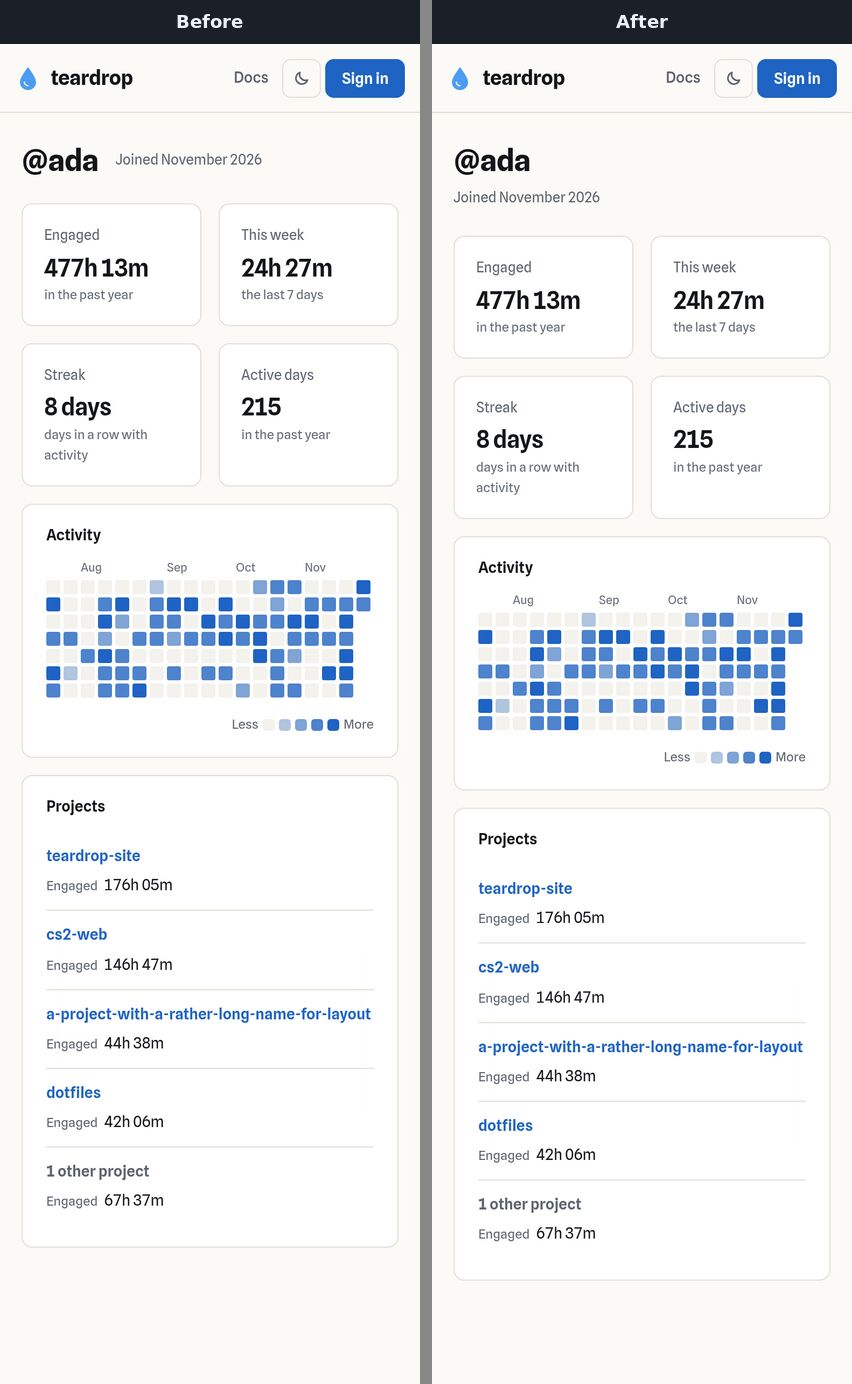 Before
teardrop
Docs
Sign in
@ada Joined November 2026
Engaged
477h 13m
in the past year
This week
24h 27m
the last 7 days
Streak
8 days
days in a row with
activity
Active days
215
in the past year
Activity
Aug Sep Oct Nov
Less More
Projects
teardrop-site
Engaged 176h 05m
cs2-web
Engaged 146h 47m
a-project-with-a-rather-long-name-for-layout
Engaged 44h 38m
dotfiles
Engaged 42h 06m
1 other project
Engaged 67h 37m
After
teardrop
Docs
Sign in
@ada
Joined November 2026
Engaged
477h 13m
in the past year
This week
24h 27m
the last 7 days
Streak
8 days
days in a row with
activity
Active days
215
in the past year
Activity
Aug Sep Oct Nov
Less More
Projects
teardrop-site
Engaged 176h 05m
cs2-web
Engaged 146h 47m
a-project-with-a-rather-long-name-for-layout
Engaged 44h 38m
dotfiles
Engaged 42h 06m
1 other project
Engaged 67h 37m